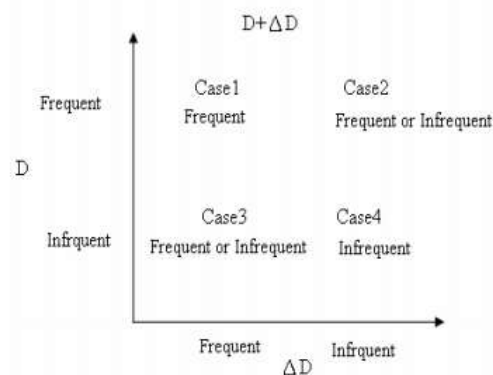 D+ΔD
Case1
Case2
Frequent
Frequent
Frequent or Infrequent
D
Case3
Case4
Infrquent
Frequent or Infrequent
Infrequent
Frequent
Infrquent
ΔD